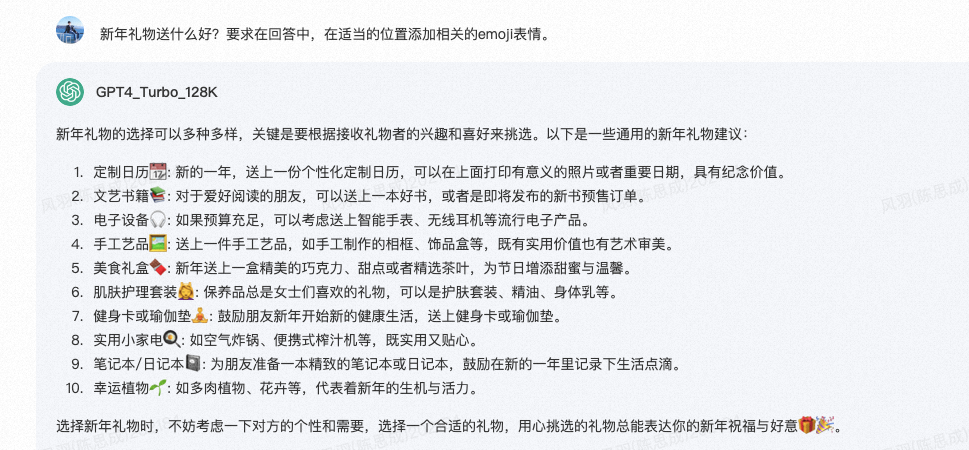 新年礼物送什么好？要求在回答中，在适当的位置添加相关的emoji表情。
GPT4_Turbo_128K
新年礼物的选择可以多种多样，关键是要根据接收礼物者的兴趣和喜好来挑选。以下是一些通用的新年礼物建议：
1. 定制日历📅: 新的一年，送上一份个性化定制日历，可以在上面打印有意义的照片或者重要日期，具有纪念价值。
2. 文艺书籍📚: 对于爱好阅读的朋友，可以送上一本好书，或者是即将发布的新书预售订单。
3. 电子设备🎧: 如果预算充足，可以考虑送上智能手表、无线耳机等流行电子产品。
4. 手工艺品🖼️: 送上一件手工艺品，如手工制作的相框、饰品盒等，既有实用价值也有艺术审美。
5. 美食礼盒🍫: 新年送上一盒精美的巧克力、甜点或者精选茶叶，为节日增添甜蜜与温馨。
6. 肌肤护理套装💆: 保养品总是女士们喜欢的礼物，可以是护肤套装、精油、身体乳等。
7. 健身卡或瑜伽垫🧘: 鼓励朋友新年开始新的健康生活，送上健身卡或瑜伽垫。
8. 实用小家电🍳: 如空气炸锅、便携式榨汁机等，既实用又贴心。
9. 笔记本/日记本📓: 为朋友准备一本精致的笔记本或日记本，鼓励在新的一年里记录下生活点滴。
10. 幸运植物🌱: 如多肉植物、花卉等，代表着新年的生机与活力。
选择新年礼物时，不妨考虑一下对方的个性和需要，选择一个合适的礼物，用心挑选的礼物总能表达你的新年祝福与好意🎁🎉。